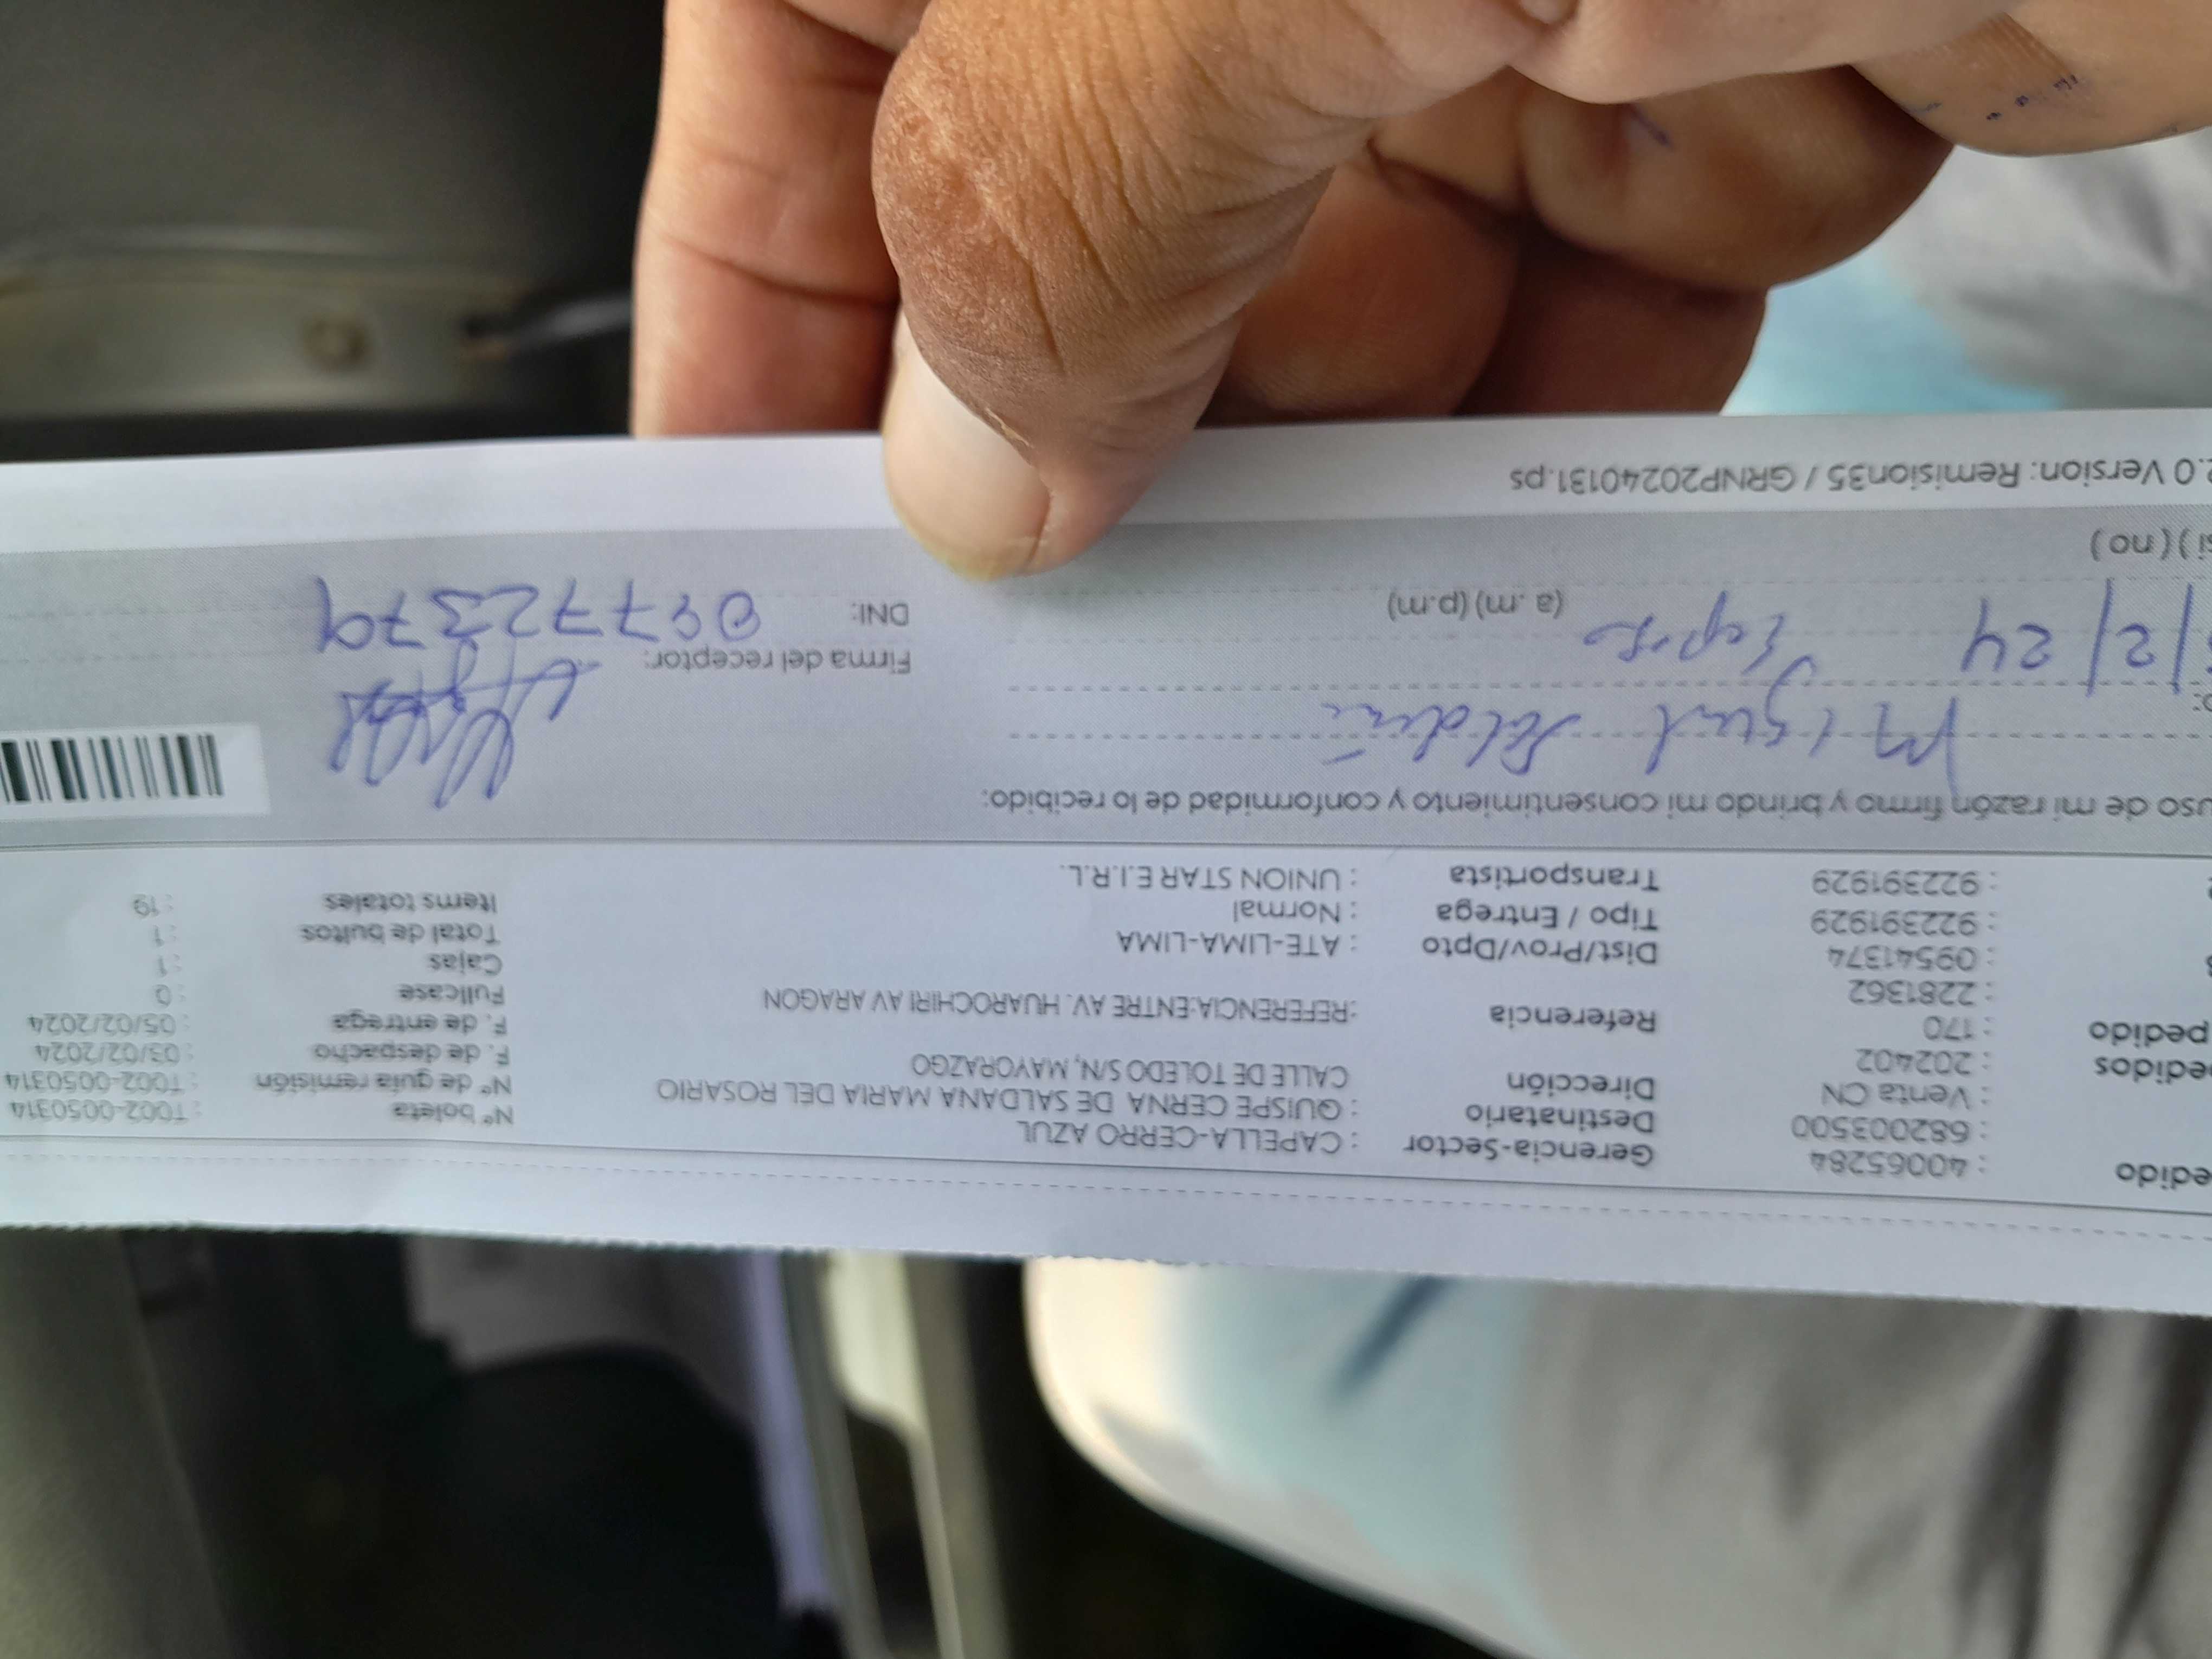 edido : 40065284 Gerencia-Sector : CAPELLA-CERRO AZUL
: 682003500 Destinatario : QUISPE CERNA DE SALDANA MARIA DEL ROSARIO Nº boleta : T002-0050314
: Venta CN Dirección CALLE DE TOLEDO S/N, MAYORAZGO Nº de guía remisión : T002-0050314
edidos : 202402 F. de despacho : 03/02/2024
pedido : 170 Referencia :REFERENCIA:ENTRE AV. HUAROCHIRI AV ARAGON F. de entrega : 05/02/2024
: 2281362 Fullcase : 0
: 09541374 Dist/Prov/Dpto : ATE-LIMA-LIMA Cajas : 1
: 922391929 Tipo / Entrega : Normal Total de bultos : 1
: 922391929 Transportista : UNION STAR E.I.R.L. Items totales : 19
uso de mi razón firmo y brindo mi consentimiento y conformidad de lo recibido:
Miguel
Firma del receptor:
/2/24 (a .m) (p.m) DNI:
si ) ( no )
2.0 Version: Remision35 / GRNP20240131.ps